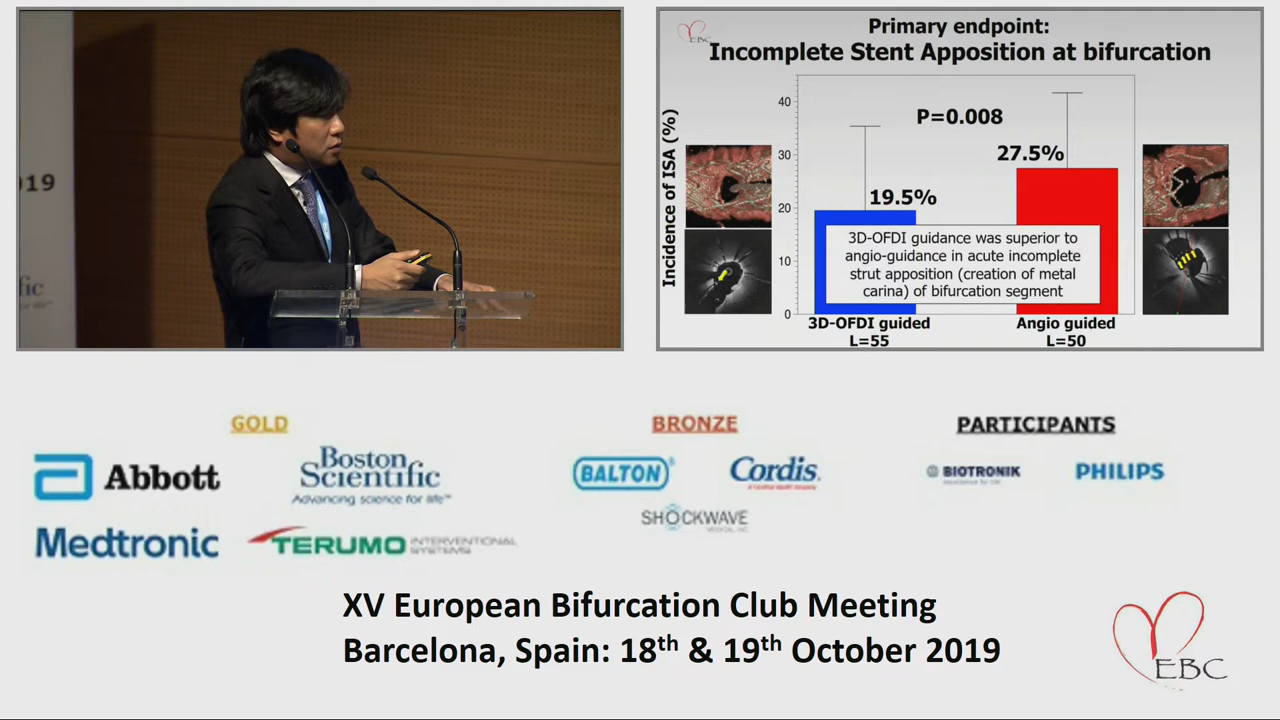 019
fic
EBC
Primary endpoint:
Incomplete Stent Apposition at bifurcation
Incidence of ISA (%)
40
30
20
10
0
P=0.008
27.5%
19.5%
3D-OFDI guidance was superior to
angio-guidance in acute incomplete
strut apposition (creation of metal
carina) of bifurcation segment
3D-OFDI guided
L=55
Angio guided
L=50
GOLD
BRONZE
PARTICIPANTS
Abbott
Boston
Scientific
Advancing science for life™
BALTON®
Cordis.
BIOTRONIK
PHILIPS
SHOCKWAVE
Medtronic
TERUMO INTERVENTIONAL
SYSTEMS
XV European Bifurcation Club Meeting
Barcelona, Spain: 18th & 19th October 2019
EBC